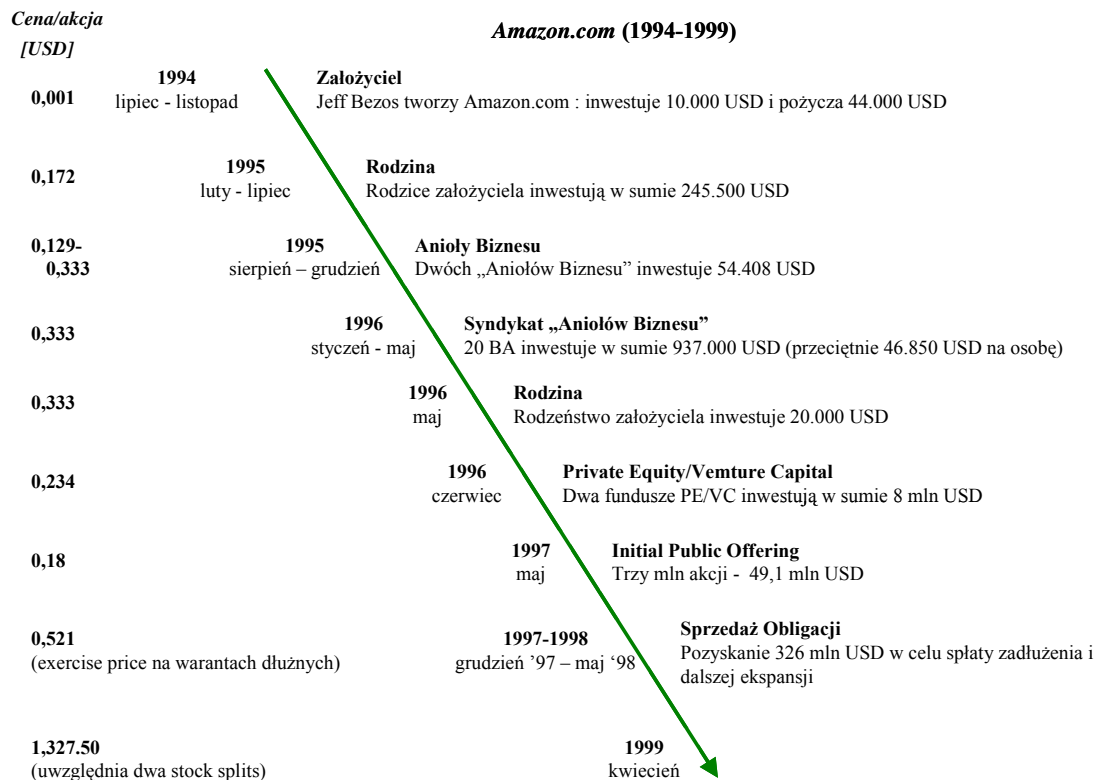 Cena/akcja
[USD]
Amazon.com (1994-1999)
1994
lipiec - listopad
0,001
Założyciel
Jeff Bezos tworzy Amazon.com : inwestuje 10.000 USD i pożycza 44.000 USD
1995
luty - lipiec
0,172
Rodzina
Rodzice założyciela inwestują w sumie 245.500 USD
0,129-
0,333
1995
sierpień – grudzień
Anioły Biznesu
Dwóch „Aniołów Biznesu” inwestuje 54.408 USD
0,333
1996
styczeń - maj
Syndykat „Aniołów Biznesu”
20 BA inwestuje w sumie 937.000 USD (przeciętnie 46.850 USD na osobę)
0,333
1996
maj
Rodzina
Rodzeństwo założyciela inwestuje 20.000 USD
0,234
1996
czerwiec
Private Equity/Vemture Capital
Dwa fundusze PE/VC inwestują w sumie 8 mln USD
0,18
1997
maj
Initial Public Offering
Trzy mln akcji - 49,1 mln USD
0,521
(exercise price na warantach dłużnych)
1997-1998
grudzień ’97 – maj ‘98
Sprzedaż Obligacji
Pozyskanie 326 mln USD w celu spłaty zadłużenia i
dalszej ekspansji
1,327.50
(uwzględnia dwa stock splits)
1999
kwiecień